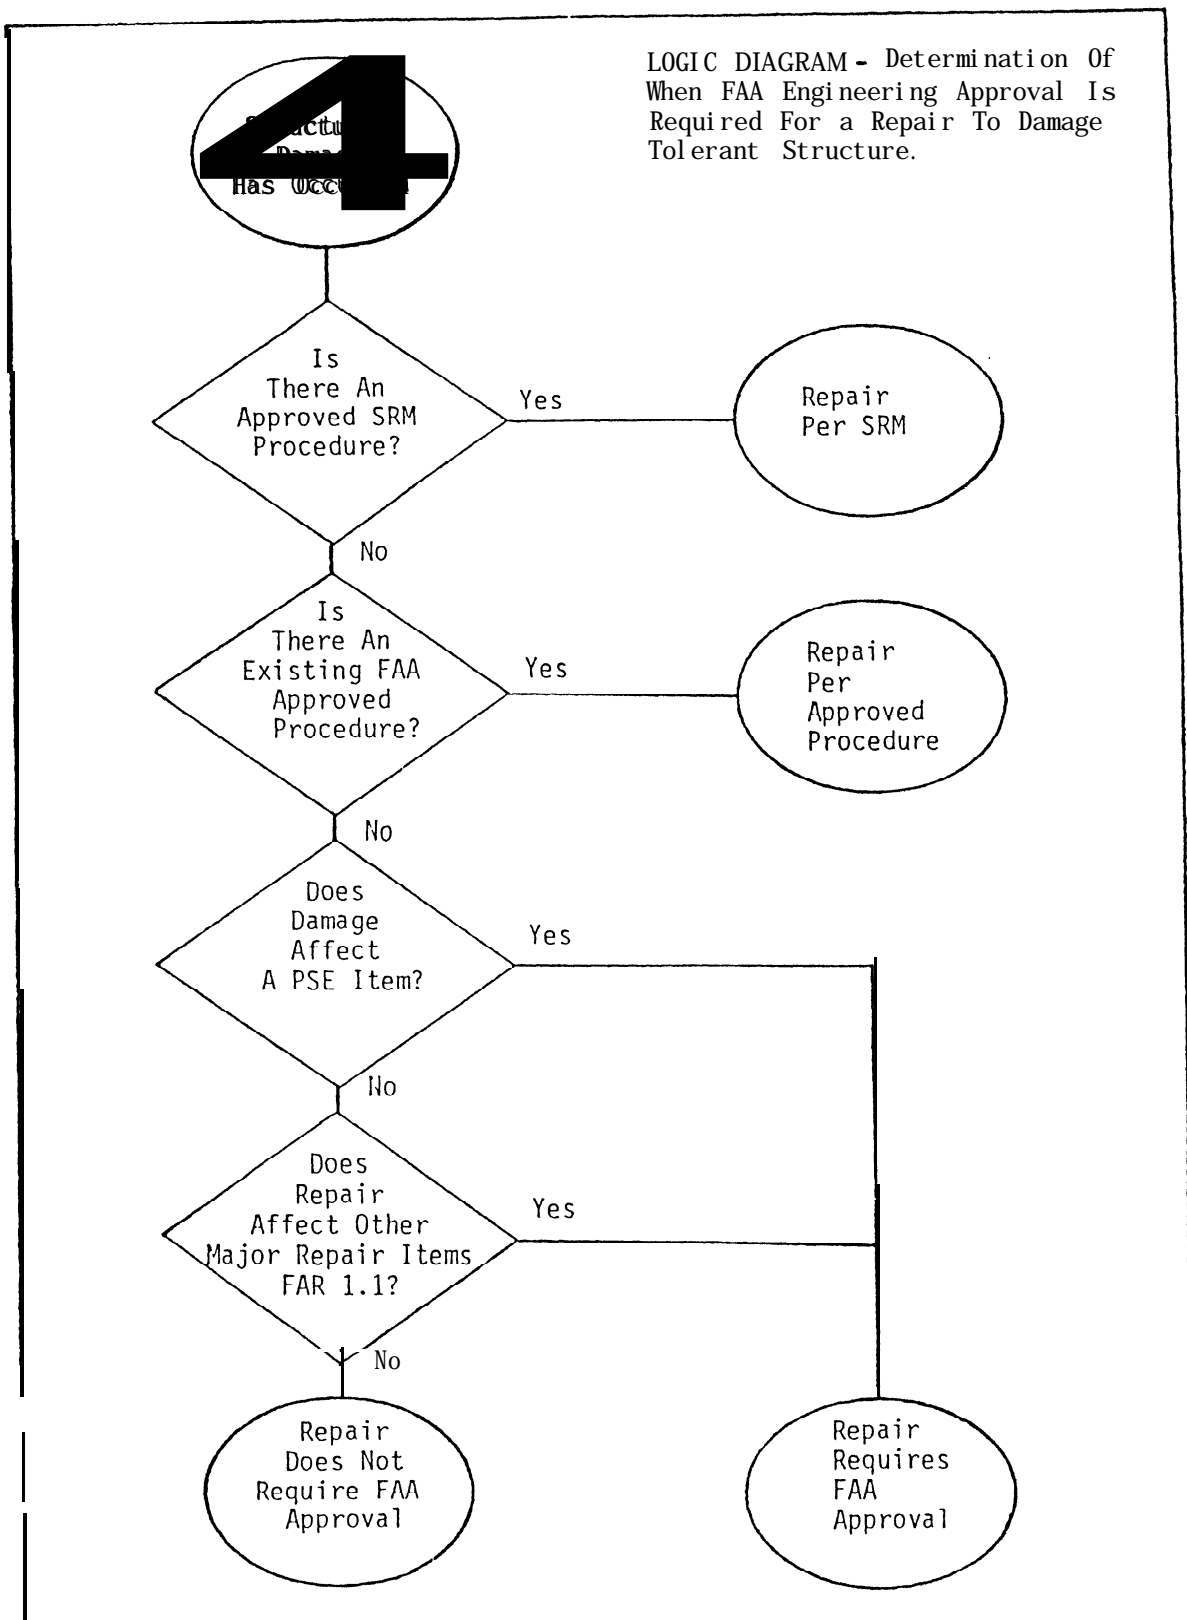 4
Has
LOGIC DIAGRAM - Determination Of
When FAA Engineering Approval Is
Required For a Repair To Damage
Tolerant Structure.
Is
There An
Approved SRM
Procedure?
Yes
Repair
Per SRM
No
Is
There An
Existing FAA
Approved
Procedure?
Yes
Repair
Per
Approved
Procedure
No
Does
Damage
Affect
A PSE Item?
Yes
No
Does
Repair
Affect Other
Major Repair Items
FAR 1.1?
Yes
No
Repair
Does Not
Require FAA
Approval
Repair
Requires
FAA
Approval